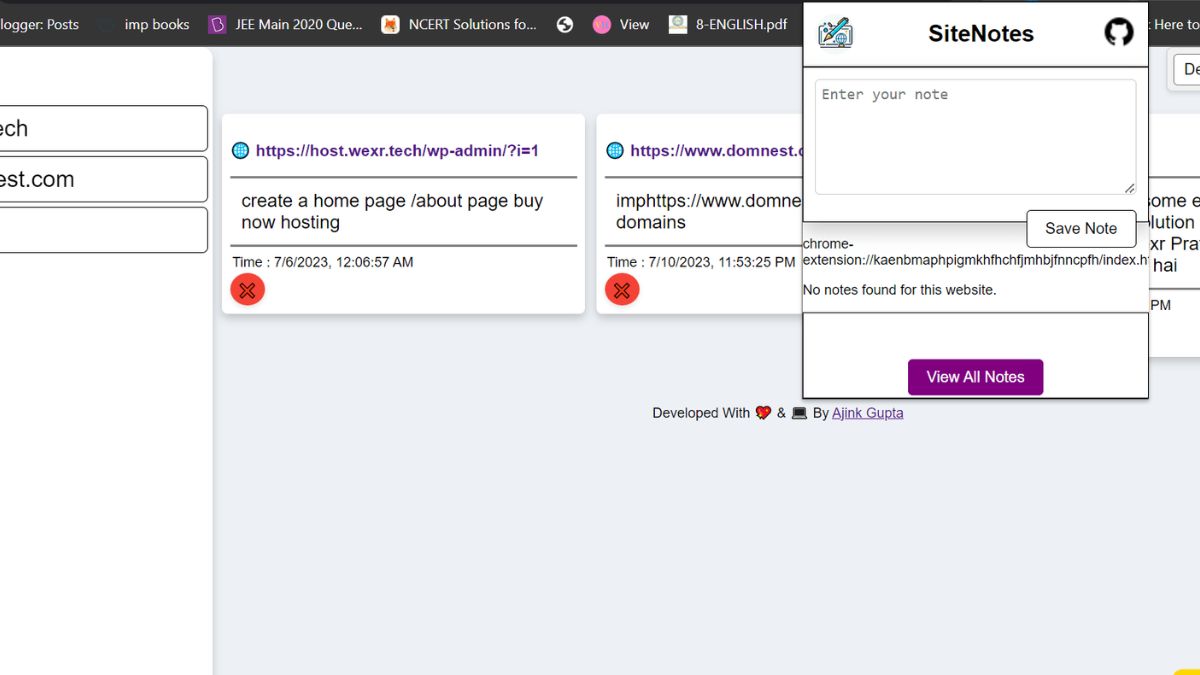 logger: Posts
imp books
JEE Main 2020 Que...
NCERT Solutions fo...
View
8-ENGLISH.pdf
Here to
SiteNotes
De
Enter your note
Save Note
chrome-
extension://kaenbmaphpigmkhfhchfjmhbjfnncpfh/index.h
No notes found for this website.
View All Notes
ech
est.com
https://host.wexr.tech/wp-admin/?i=1
create a home page /about page buy
now hosting
Time : 7/6/2023, 12:06:57 AM
https://www.domnest.c
imphttps://www.domne
domains
Time : 7/10/2023, 11:53:25 PM
some e
lution
xr Pra
hai
PM
Developed With ❤️ & 💻 By Ajink Gupta